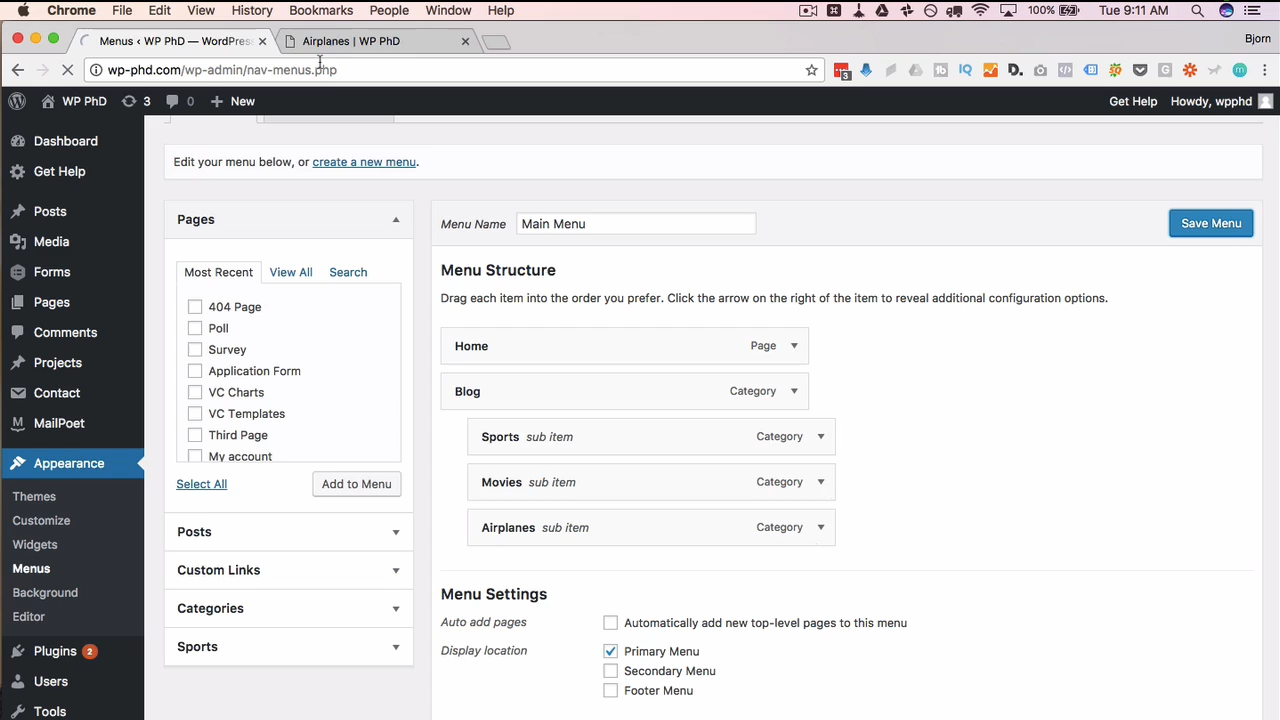 Chrome File Edit View History Bookmarks People Window Help 100% Tue 9:11 AM
Menus ‹ WP PhD — WordPres Airplanes | WP PhD Bjorn
wp-phd.com/wp-admin/nav-menus.php 3
WP PhD 3 0 New Get Help Howdy, wpphd
Dashboard
Get Help
Posts
Media
Forms
Pages
Comments
Projects
Contact
MailPoet
Appearance
Themes
Customize
Widgets
Menus
Background
Editor
Plugins 2
Users
Tools
Edit your menu below, or create a new menu.
Pages
Most Recent View All Search
404 Page
Poll
Survey
Application Form
VC Charts
VC Templates
Third Page
My account
Select All Add to Menu
Posts
Custom Links
Categories
Sports
Menu Name Main Menu Save Menu
Menu Structure
Drag each item into the order you prefer. Click the arrow on the right of the item to reveal additional configuration options.
Home Page
Blog Category
Sports sub item Category
Movies sub item Category
Airplanes sub item Category
Menu Settings
Auto add pages Automatically add new top-level pages to this menu
Display location Primary Menu
Secondary Menu
Footer Menu